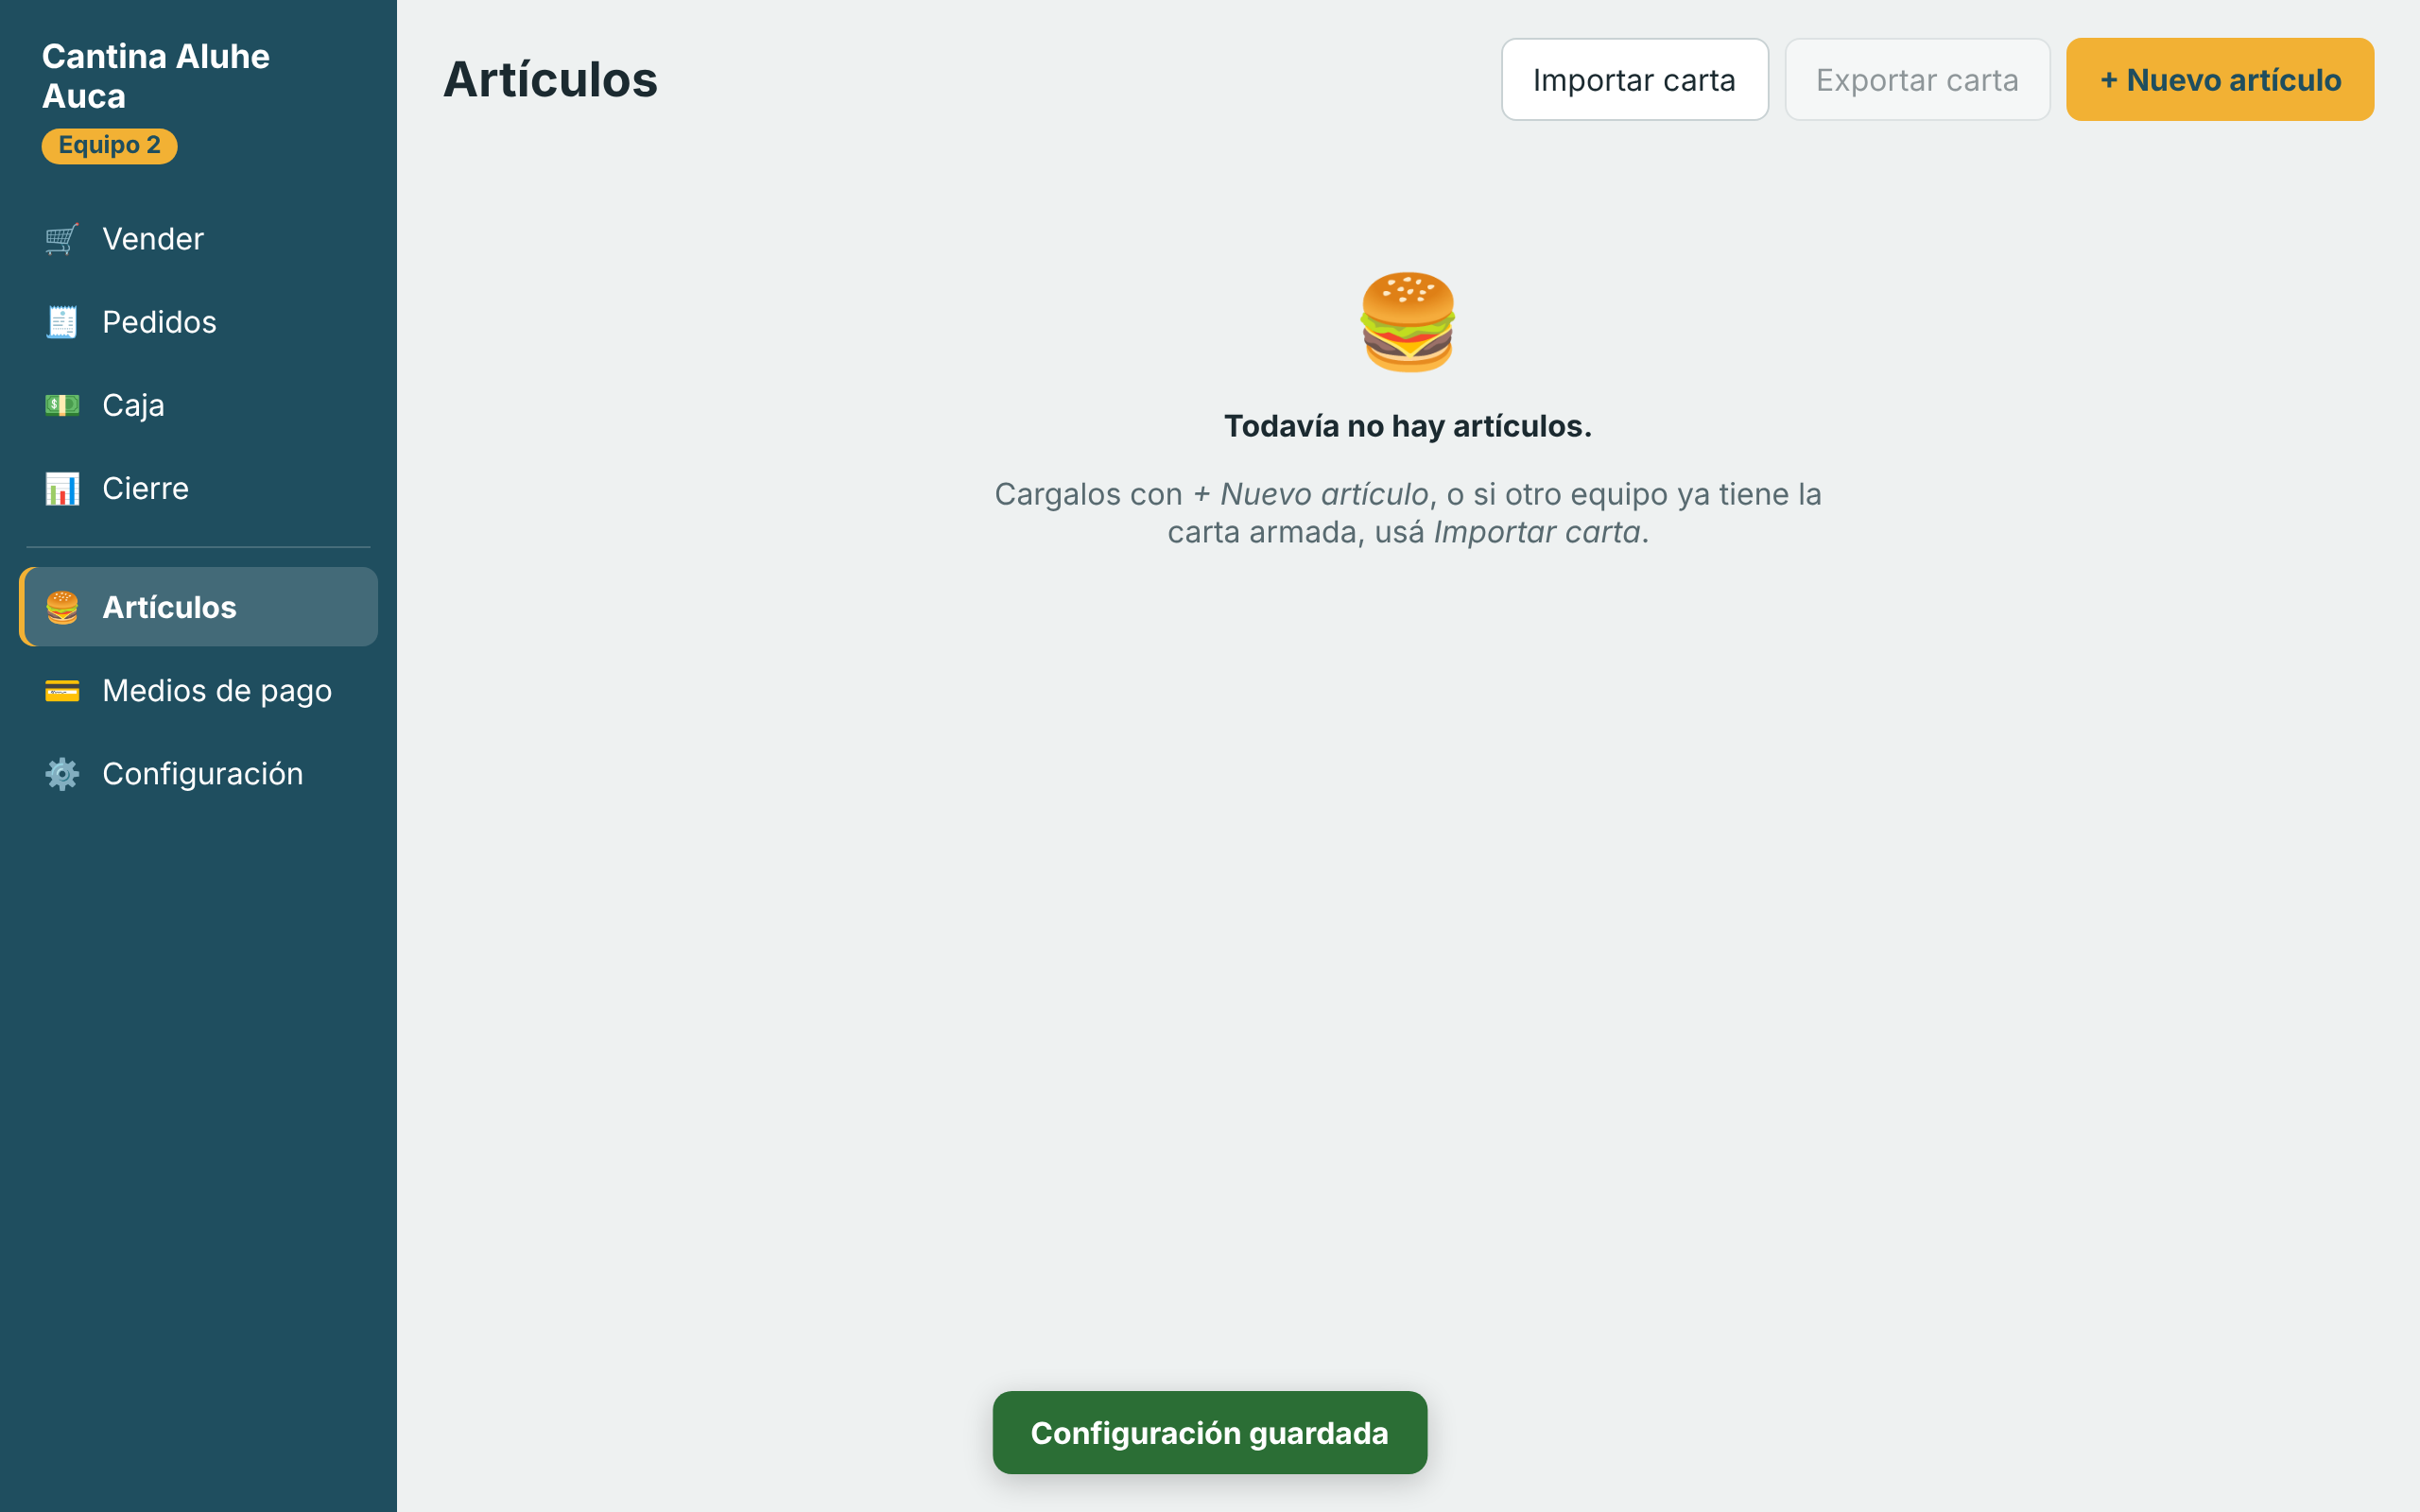 Cantina Aluhe
Auca
Equipo 2
Vender
Pedidos
Caja
Cierre
Artículos
Medios de pago
Configuración
Artículos
Importar carta
Exportar carta
+ Nuevo artículo
Todavía no hay artículos.
Cargalos con + Nuevo artículo, o si otro equipo ya tiene la
carta armada, usá Importar carta.
Configuración guardada